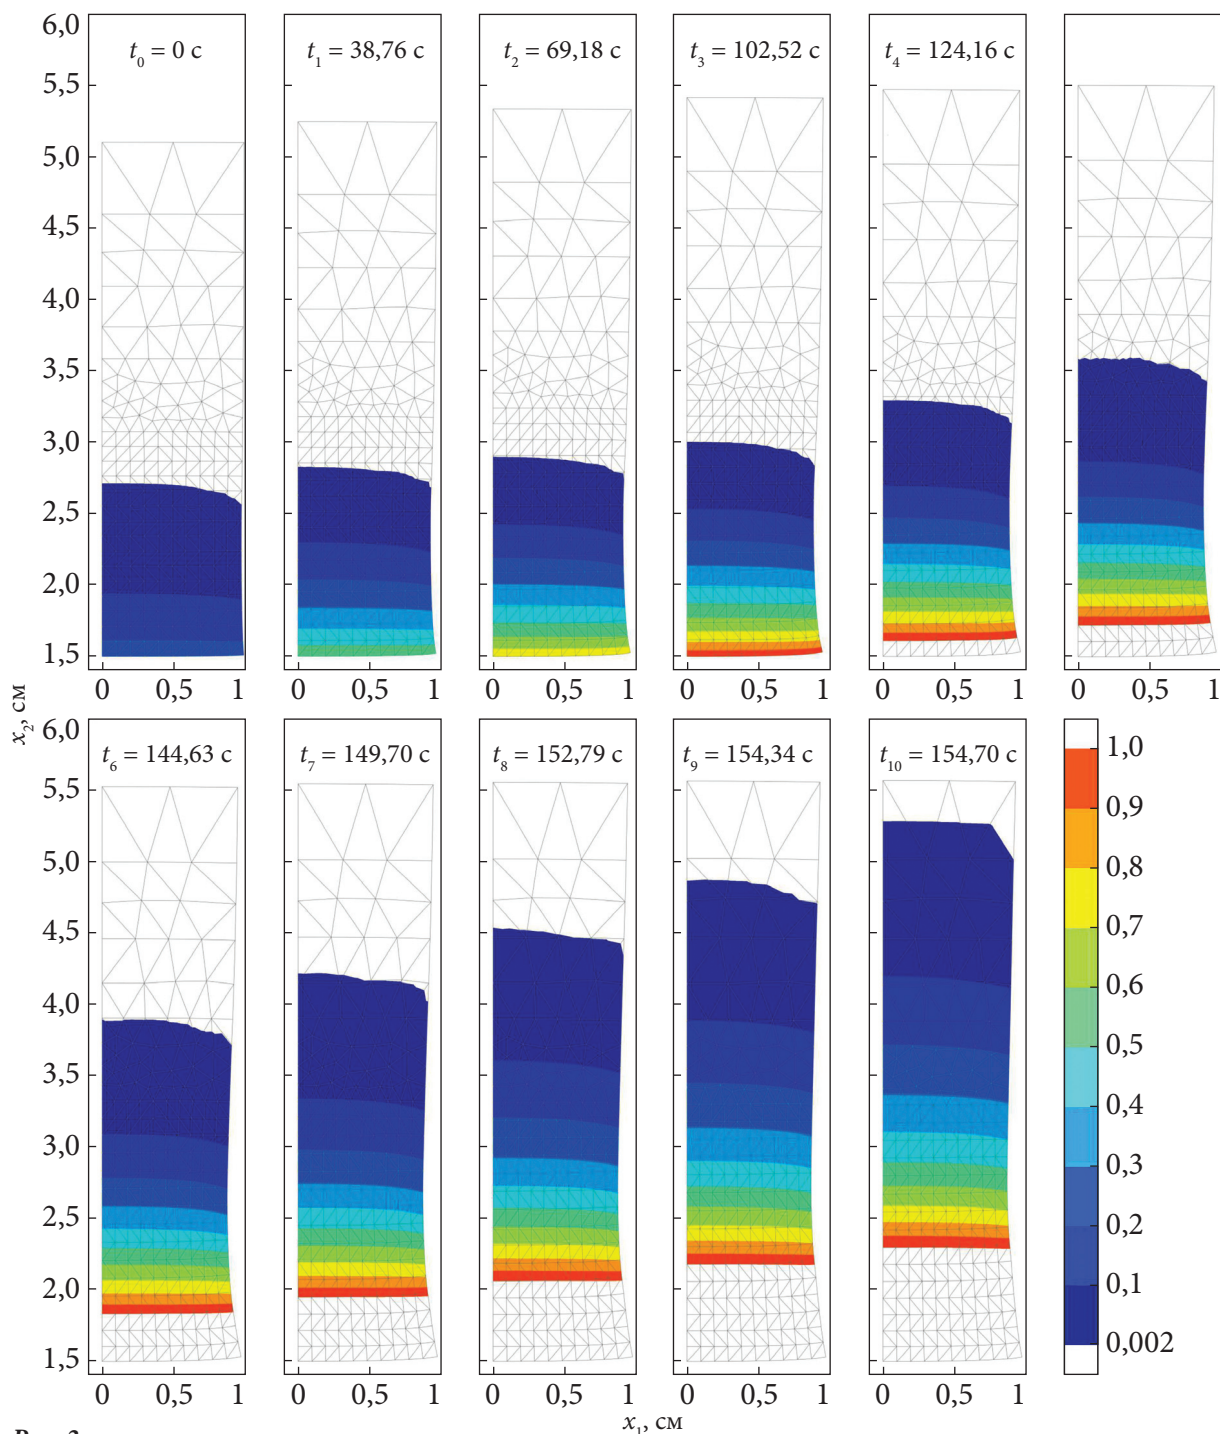 6,0
5,5
5,0
4,5
4,0
3,5
3,0
2,5
2,0
1,5
t0 = 0 с
t1 = 38,76 с
t2 = 69,18 с
t3 = 102,52 с
t4 = 124,16 с
0 0,5 1
0 0,5 1
0 0,5 1
0 0,5 1
0 0,5 1
0 0,5 1
x2, см
6,0
5,5
5,0
4,5
4,0
3,5
3,0
2,5
2,0
1,5
t6 = 144,63 с
t7 = 149,70 с
t8 = 152,79 с
t9 = 154,34 с
t10 = 154,70 с
0 0,5 1
0 0,5 1
0 0,5 1
0 0,5 1
0 0,5 1
1,0
0,9
0,8
0,7
0,6
0,5
0,4
0,3
0,2
0,1
0,002
x1, см